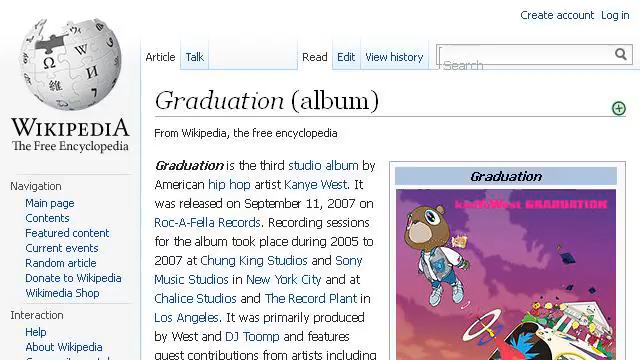 Create account Log in
Article Talk Read Edit View history Search
Graduation (album)
WIKIPEDIA
The Free Encyclopedia
From Wikipedia, the free encyclopedia
Navigation
Main page
Contents
Featured content
Current events
Random article
Donate to Wikipedia
Wikimedia Shop
Interaction
Help
About Wikipedia
Graduation is the third studio album by
American hip hop artist Kanye West. It
was released on September 11, 2007 on
Roc-A-Fella Records. Recording sessions
for the album took place during 2005 to
2007 at Chung King Studios and Sony
Music Studios in New York City and at
Chalice Studios and The Record Plant in
Los Angeles. It was primarily produced
by West and DJ Toomp and features
guest contributions from artists including
Graduation
KANYE WEST GRADUATION